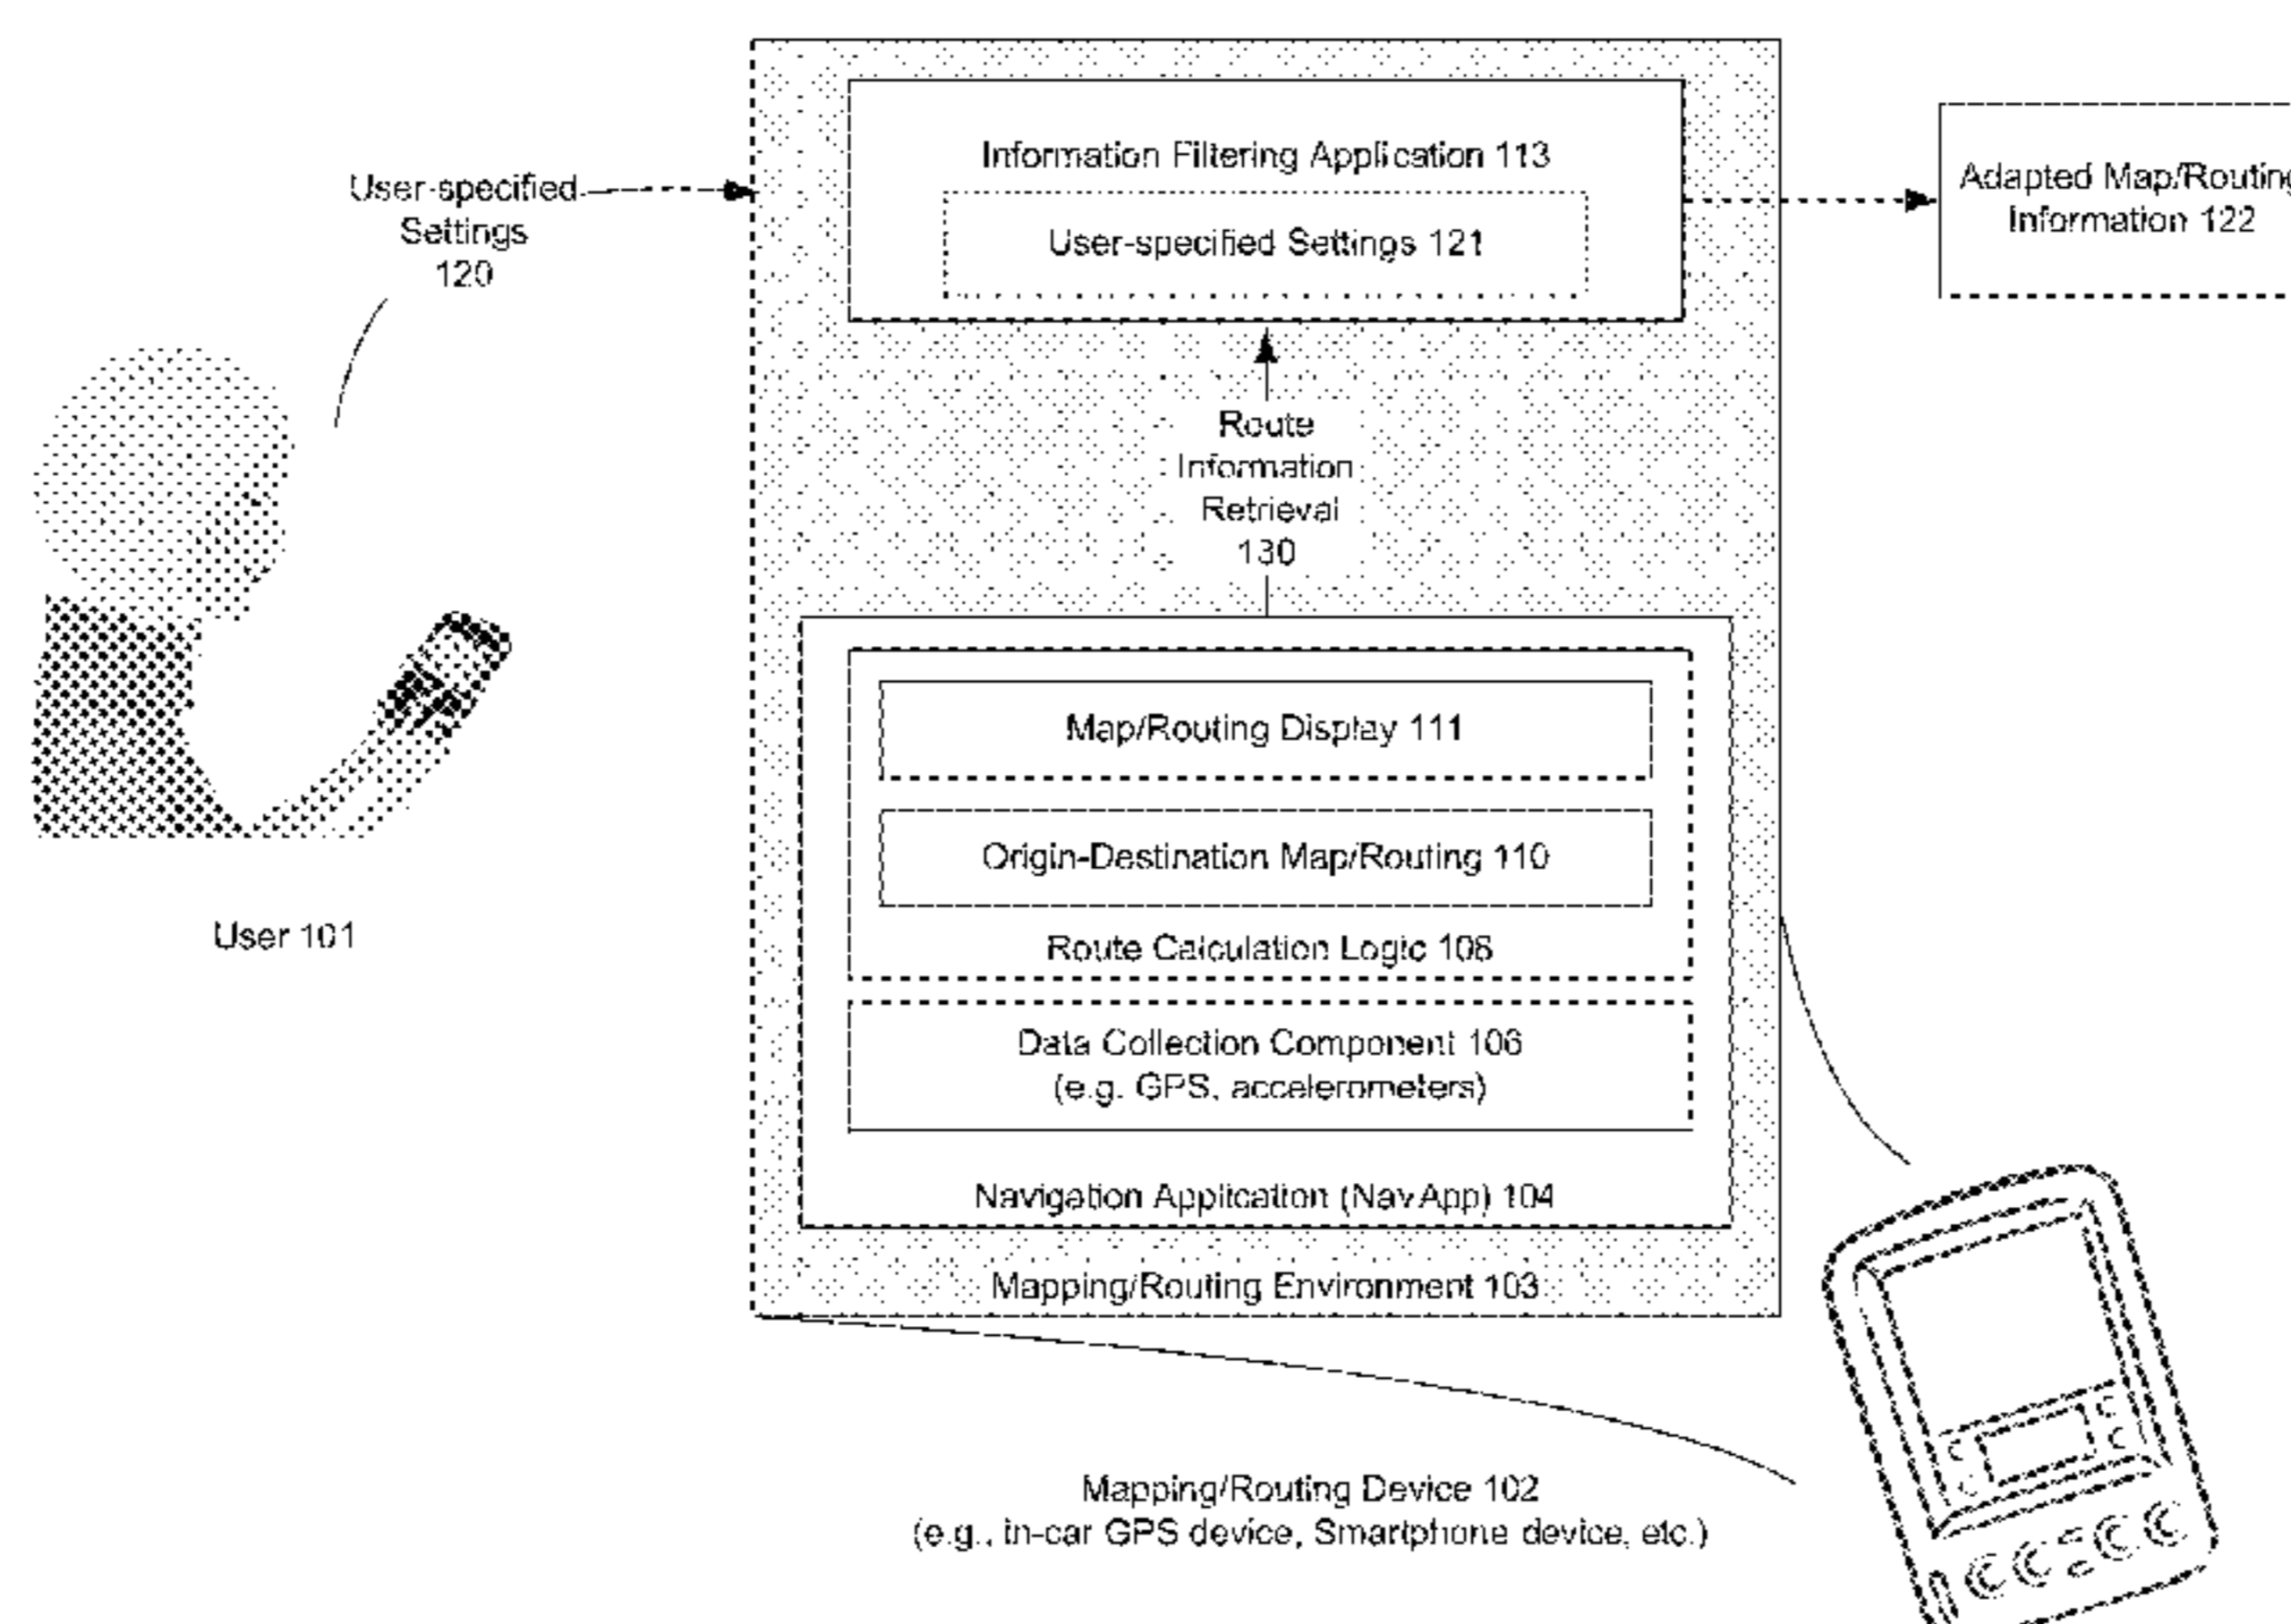 User-specified
Settings
120
Information Filtering Application 113
User-specified Settings 121
Adapted Map/Routing
Information 122
Route
Information
Retrieval
130
Map/Routing Display 111
Origin-Destination Map/Routing 110
Route Calculation Logic 108
Data Collection Component 106
(e.g. GPS, accelerometers)
Navigation Application (NavApp) 104
Mapping/Routing Environment 103
User 101
Mapping/Routing Device 102
(e.g., in-car GPS device, Smartphone device, etc.)